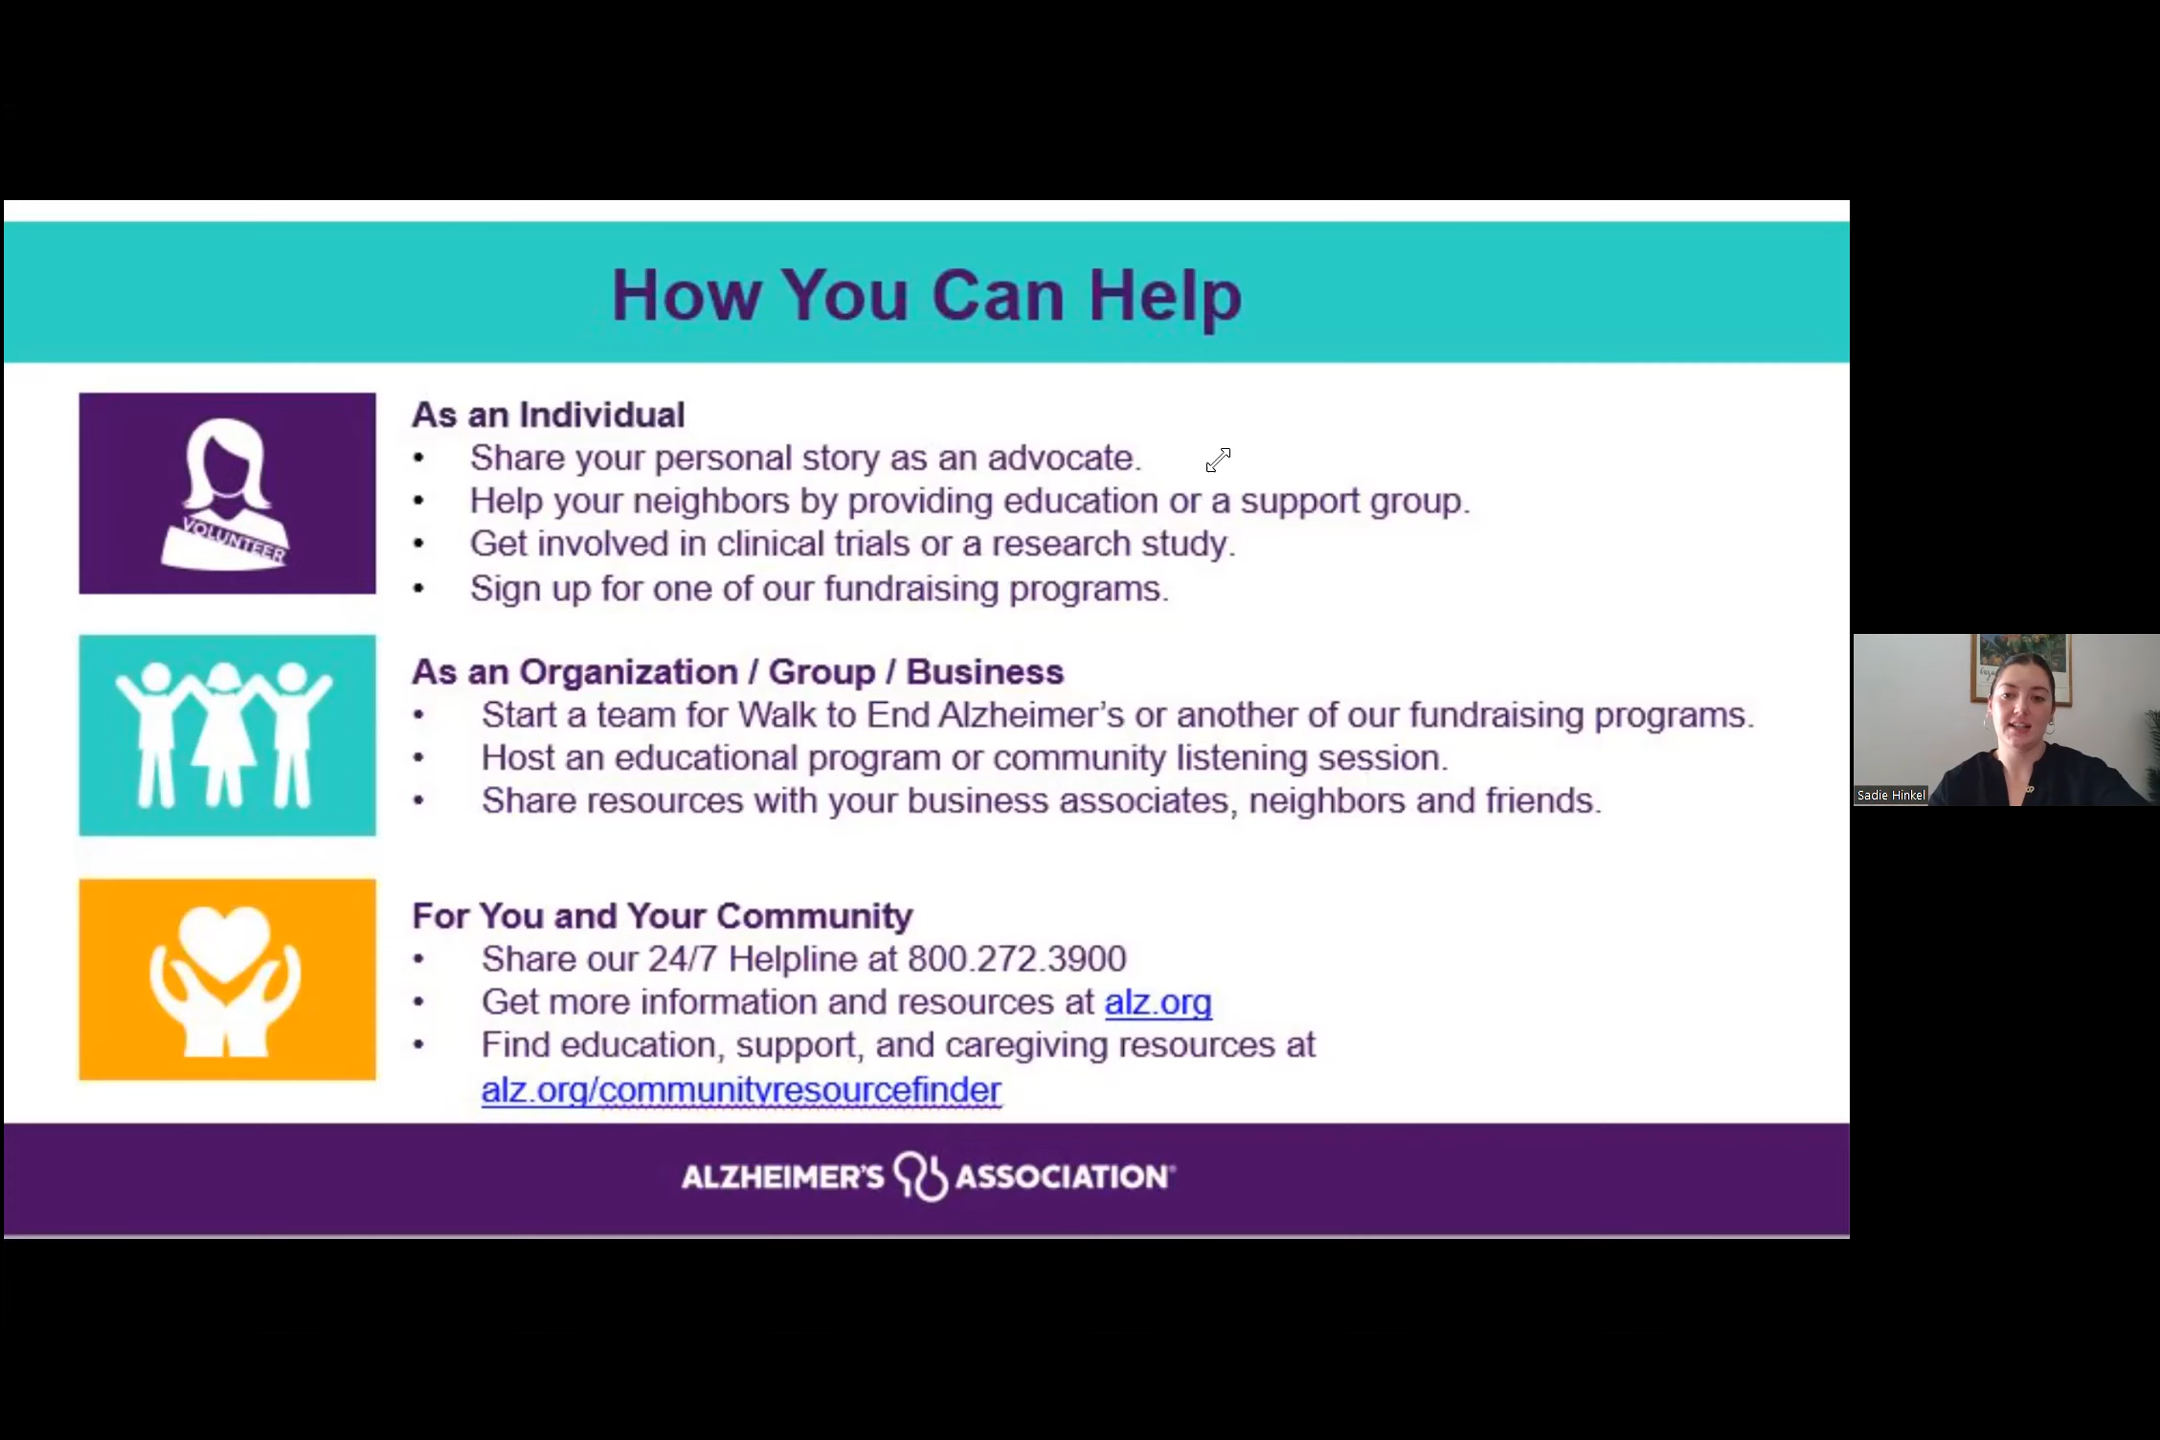 How You Can Help
VOLUNTEER
As an Individual
• Share your personal story as an advocate.
• Help your neighbors by providing education or a support group.
• Get involved in clinical trials or a research study.
• Sign up for one of our fundraising programs.
As an Organization / Group / Business
• Start a team for Walk to End Alzheimer's or another of our fundraising programs.
• Host an educational program or community listening session.
• Share resources with your business associates, neighbors and friends.
For You and Your Community
• Share our 24/7 Helpline at 800.272.3900
• Get more information and resources at alz.org
• Find education, support, and caregiving resources at
alz.org/communityresourcefinder
ALZHEIMER'S ASSOCIATION®
Sadie Hinkel